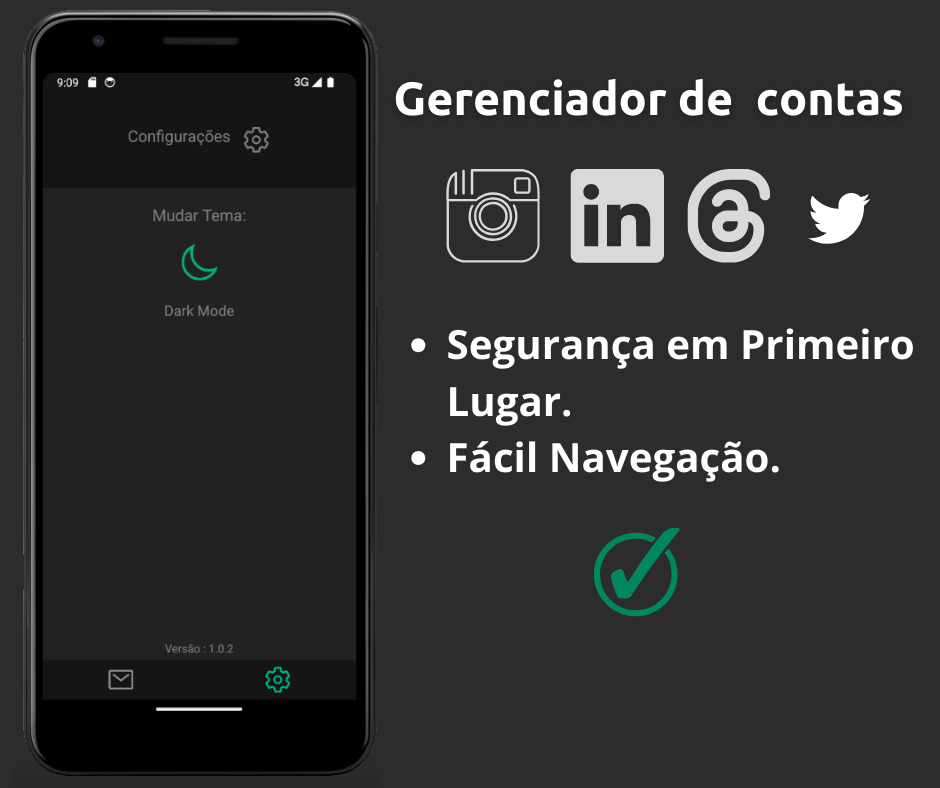 9:09 3G
Configurações
Mudar Tema:
Dark Mode
Versão : 1.0.2
Gerenciador de contas
in
• Segurança em Primeiro
Lugar.
• Fácil Navegação.